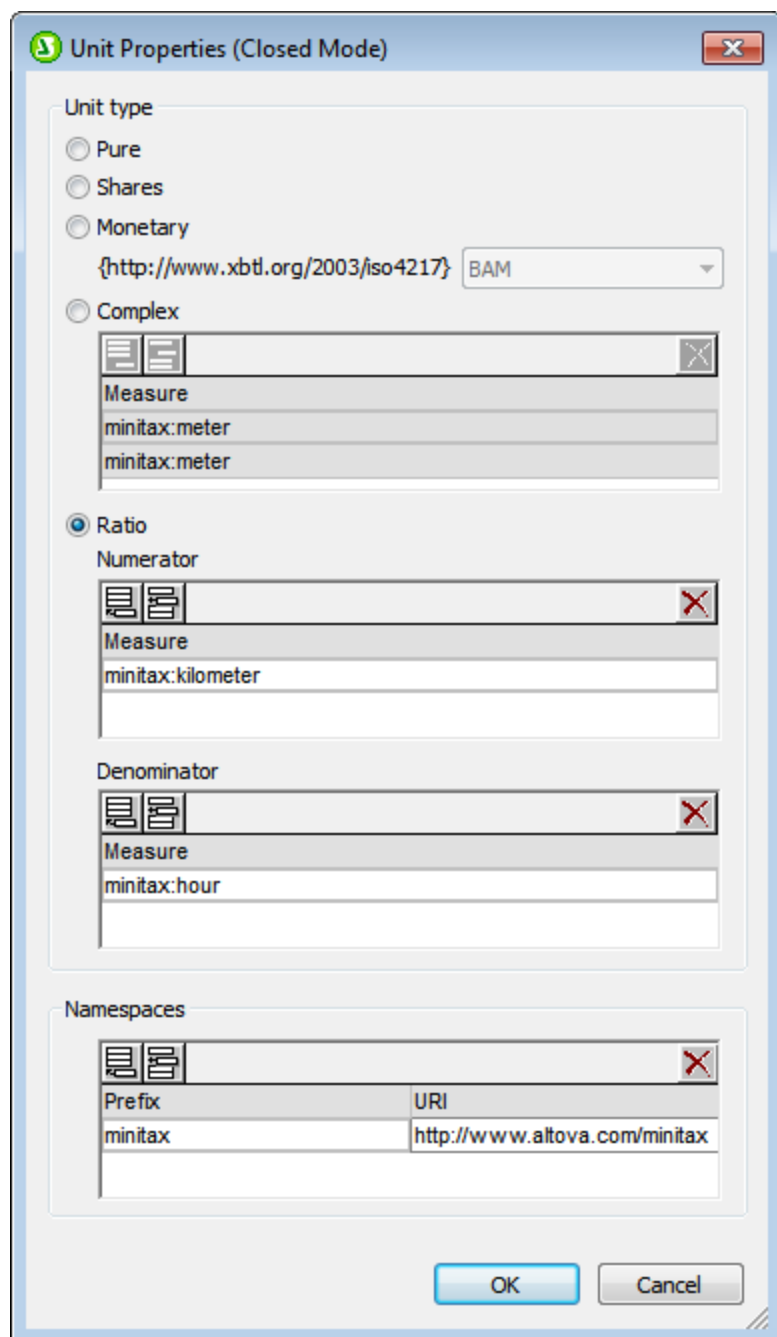 Unit Properties (Closed Mode)
Unit type
Pure
Shares
Monetary
{http://www.xbtl.org/2003/iso4217} BAM
Complex
Measure
minitax:meter
minitax:meter
Ratio
Numerator
Measure
minitax:kilometer
Denominator
Measure
minitax:hour
Namespaces
Prefix URI
minitax http://www.altova.com/minitax
OK Cancel